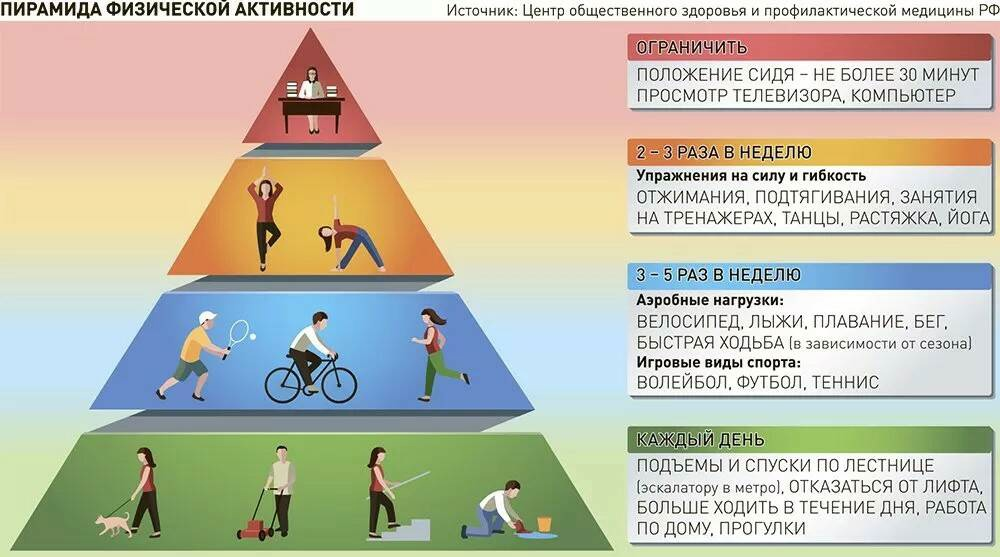 ПИРАМИДА ФИЗИЧЕСКОЙ АКТИВНОСТИ
Источник: Центр общественного здоровья и профилактической медицины РФ
ОГРАНИЧИТЬ
ПОЛОЖЕНИЕ СИДЯ – НЕ БОЛЕЕ 30 МИНУТ
ПРОСМОТР ТЕЛЕВИЗОРА, КОМПЬЮТЕР
2 – 3 РАЗА В НЕДЕЛЮ
Упражнения на силу и гибкость
ОТЖИМАНИЯ, ПОДТЯГИВАНИЯ, ЗАНЯТИЯ
НА ТРЕНАЖЕРАХ, ТАНЦЫ, РАСТЯЖКА, ЙОГА
3 – 5 РАЗ В НЕДЕЛЮ
Аэробные нагрузки:
ВЕЛОСИПЕД, ЛЫЖИ, ПЛАВАНИЕ, БЕГ,
БЫСТРАЯ ХОДЬБА (в зависимости от сезона)
Игровые виды спорта:
ВОЛЕЙБОЛ, ФУТБОЛ, ТЕННИС
КАЖДЫЙ ДЕНЬ
ПОДЪЕМЫ И СПУСКИ ПО ЛЕСТНИЦЕ
(эскалатору в метро), ОТКАЗАТЬСЯ ОТ ЛИФТА,
БОЛЬШЕ ХОДИТЬ В ТЕЧЕНИЕ ДНЯ, РАБОТА
ПО ДОМУ, ПРОГУЛКИ